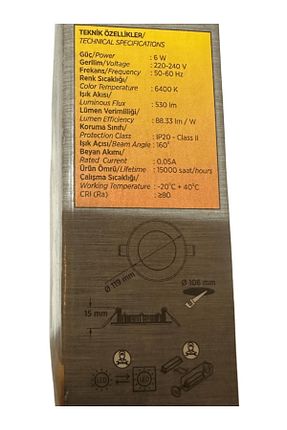 TEKNİK ÖZELLİKLER/
TECHNICAL SPECIFICATIONS
Güç/Power : 6 W
Gerilim/Voltage : 220-240 V
Frekans/Frequency : 50-60 Hz
Renk Sıcaklığı/
Color Temperature : 6400 K
Işık Akısı/
Luminous Flux : 530 lm
Lümen Verimliliği/
Lumen Efficiency : 88.33 lm / W
Koruma Sınıfı/
Protection Class : IP20 - Class II
Işık Açısı/Beam Angle : 160°
Beyan Akımı/
Rated Current : 0.05A
Ürün Ömrü/Lifetime : 15000 saat/hours
Çalışma Sıcaklığı/
Working Temperature : -20°C + 40°C
CRI (Ra) : ≥80
Ø 119 mm
Ø 106 mm
15 mm
LED
LED